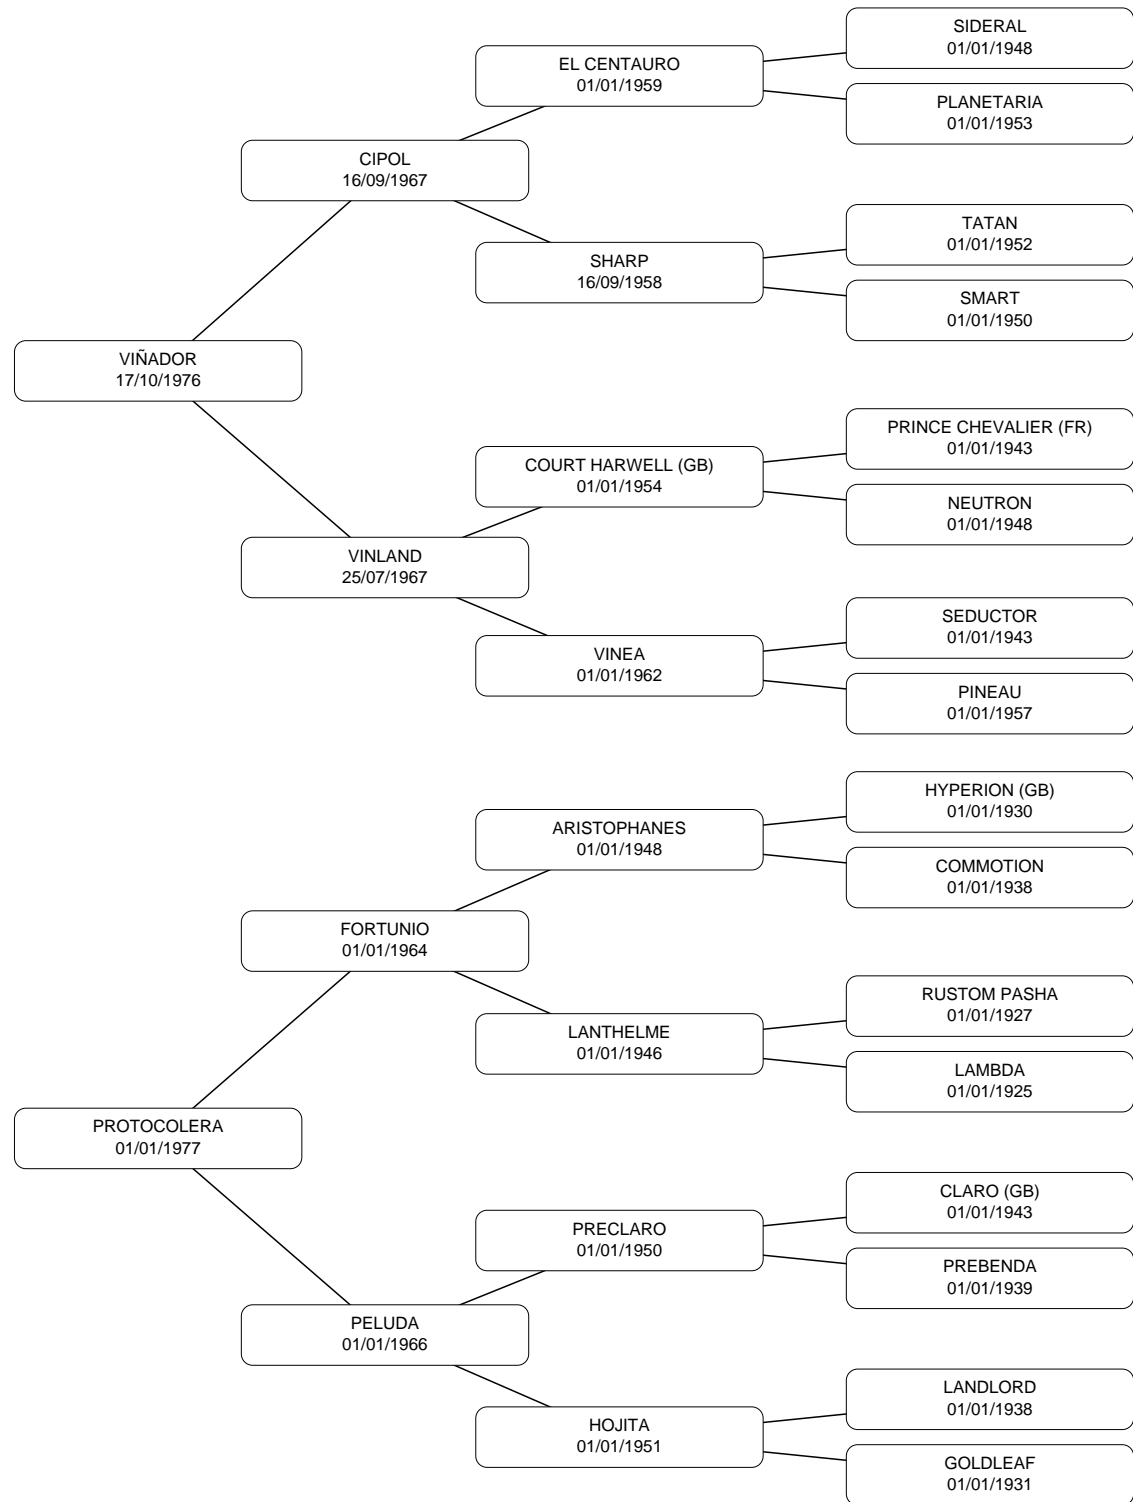 SIDERAL
01/01/1948
EL CENTAURO
01/01/1959
PLANETARIA
01/01/1953
CIPOL
16/09/1967
TATAN
01/01/1952
SHARP
16/09/1958
SMART
01/01/1950
VIÑADOR
17/10/1976
PRINCE CHEVALIER (FR)
01/01/1943
COURT HARWELL (GB)
01/01/1954
NEUTRON
01/01/1948
VINLAND
25/07/1967
SEDUCTOR
01/01/1943
VINEA
01/01/1962
PINEAU
01/01/1957
HYPERION (GB)
01/01/1930
ARISTOPHANES
01/01/1948
COMMOTION
01/01/1938
FORTUNIO
01/01/1964
RUSTOM PASHA
01/01/1927
LANTHELME
01/01/1946
LAMBDA
01/01/1925
PROTOCOLERA
01/01/1977
CLARO (GB)
01/01/1943
PRECLARO
01/01/1950
PREBENDA
01/01/1939
PELUDA
01/01/1966
LANDLORD
01/01/1938
HOJITA
01/01/1951
GOLDLEAF
01/01/1931